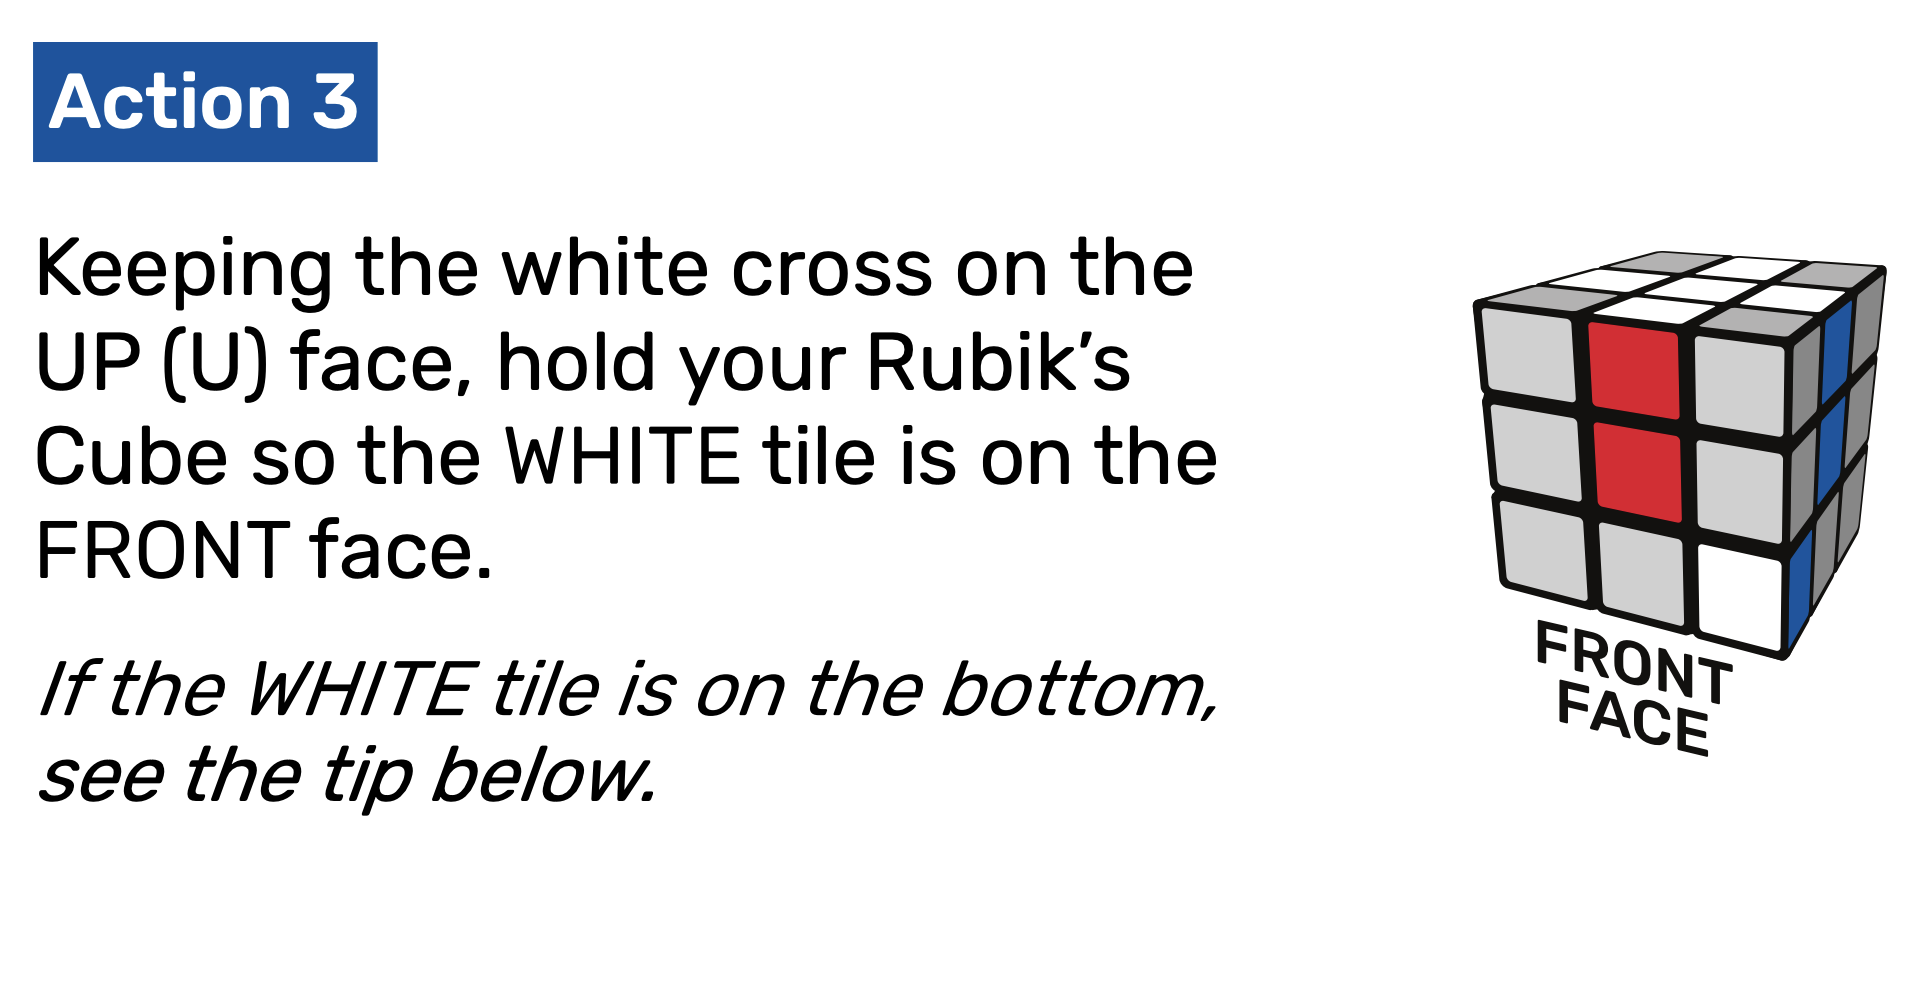 Action 3
Keeping the white cross on the
UP (U) face, hold your Rubik’s
Cube so the WHITE tile is on the
FRONT face.
If the WHITE tile is on the bottom,
see the tip below.
FRONT
FACE